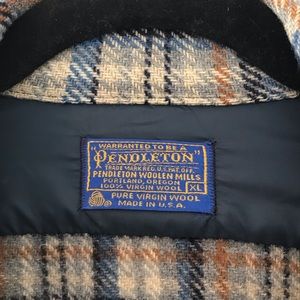 "WARRANTED TO BE A
PENDLETON"
TRADE MARK REG. U.S. PAT. OFF.
PENDLETON WOOLEN MILLS
PORTLAND, OREGON
100% VIRGIN WOOL XL
PURE VIRGIN WOOL
MADE IN U.S.A.